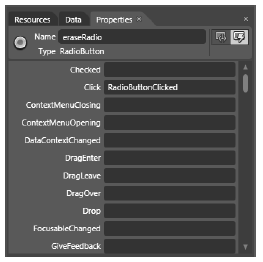 Resources Data Properties ×
Name eraseRadio
Type RadioButton
Checked
Click RadioButtonClicked
ContextMenuClosing
ContextMenuOpening
DataContextChanged
DragEnter
DragLeave
DragOver
Drop
FocusableChanged
GiveFeedback